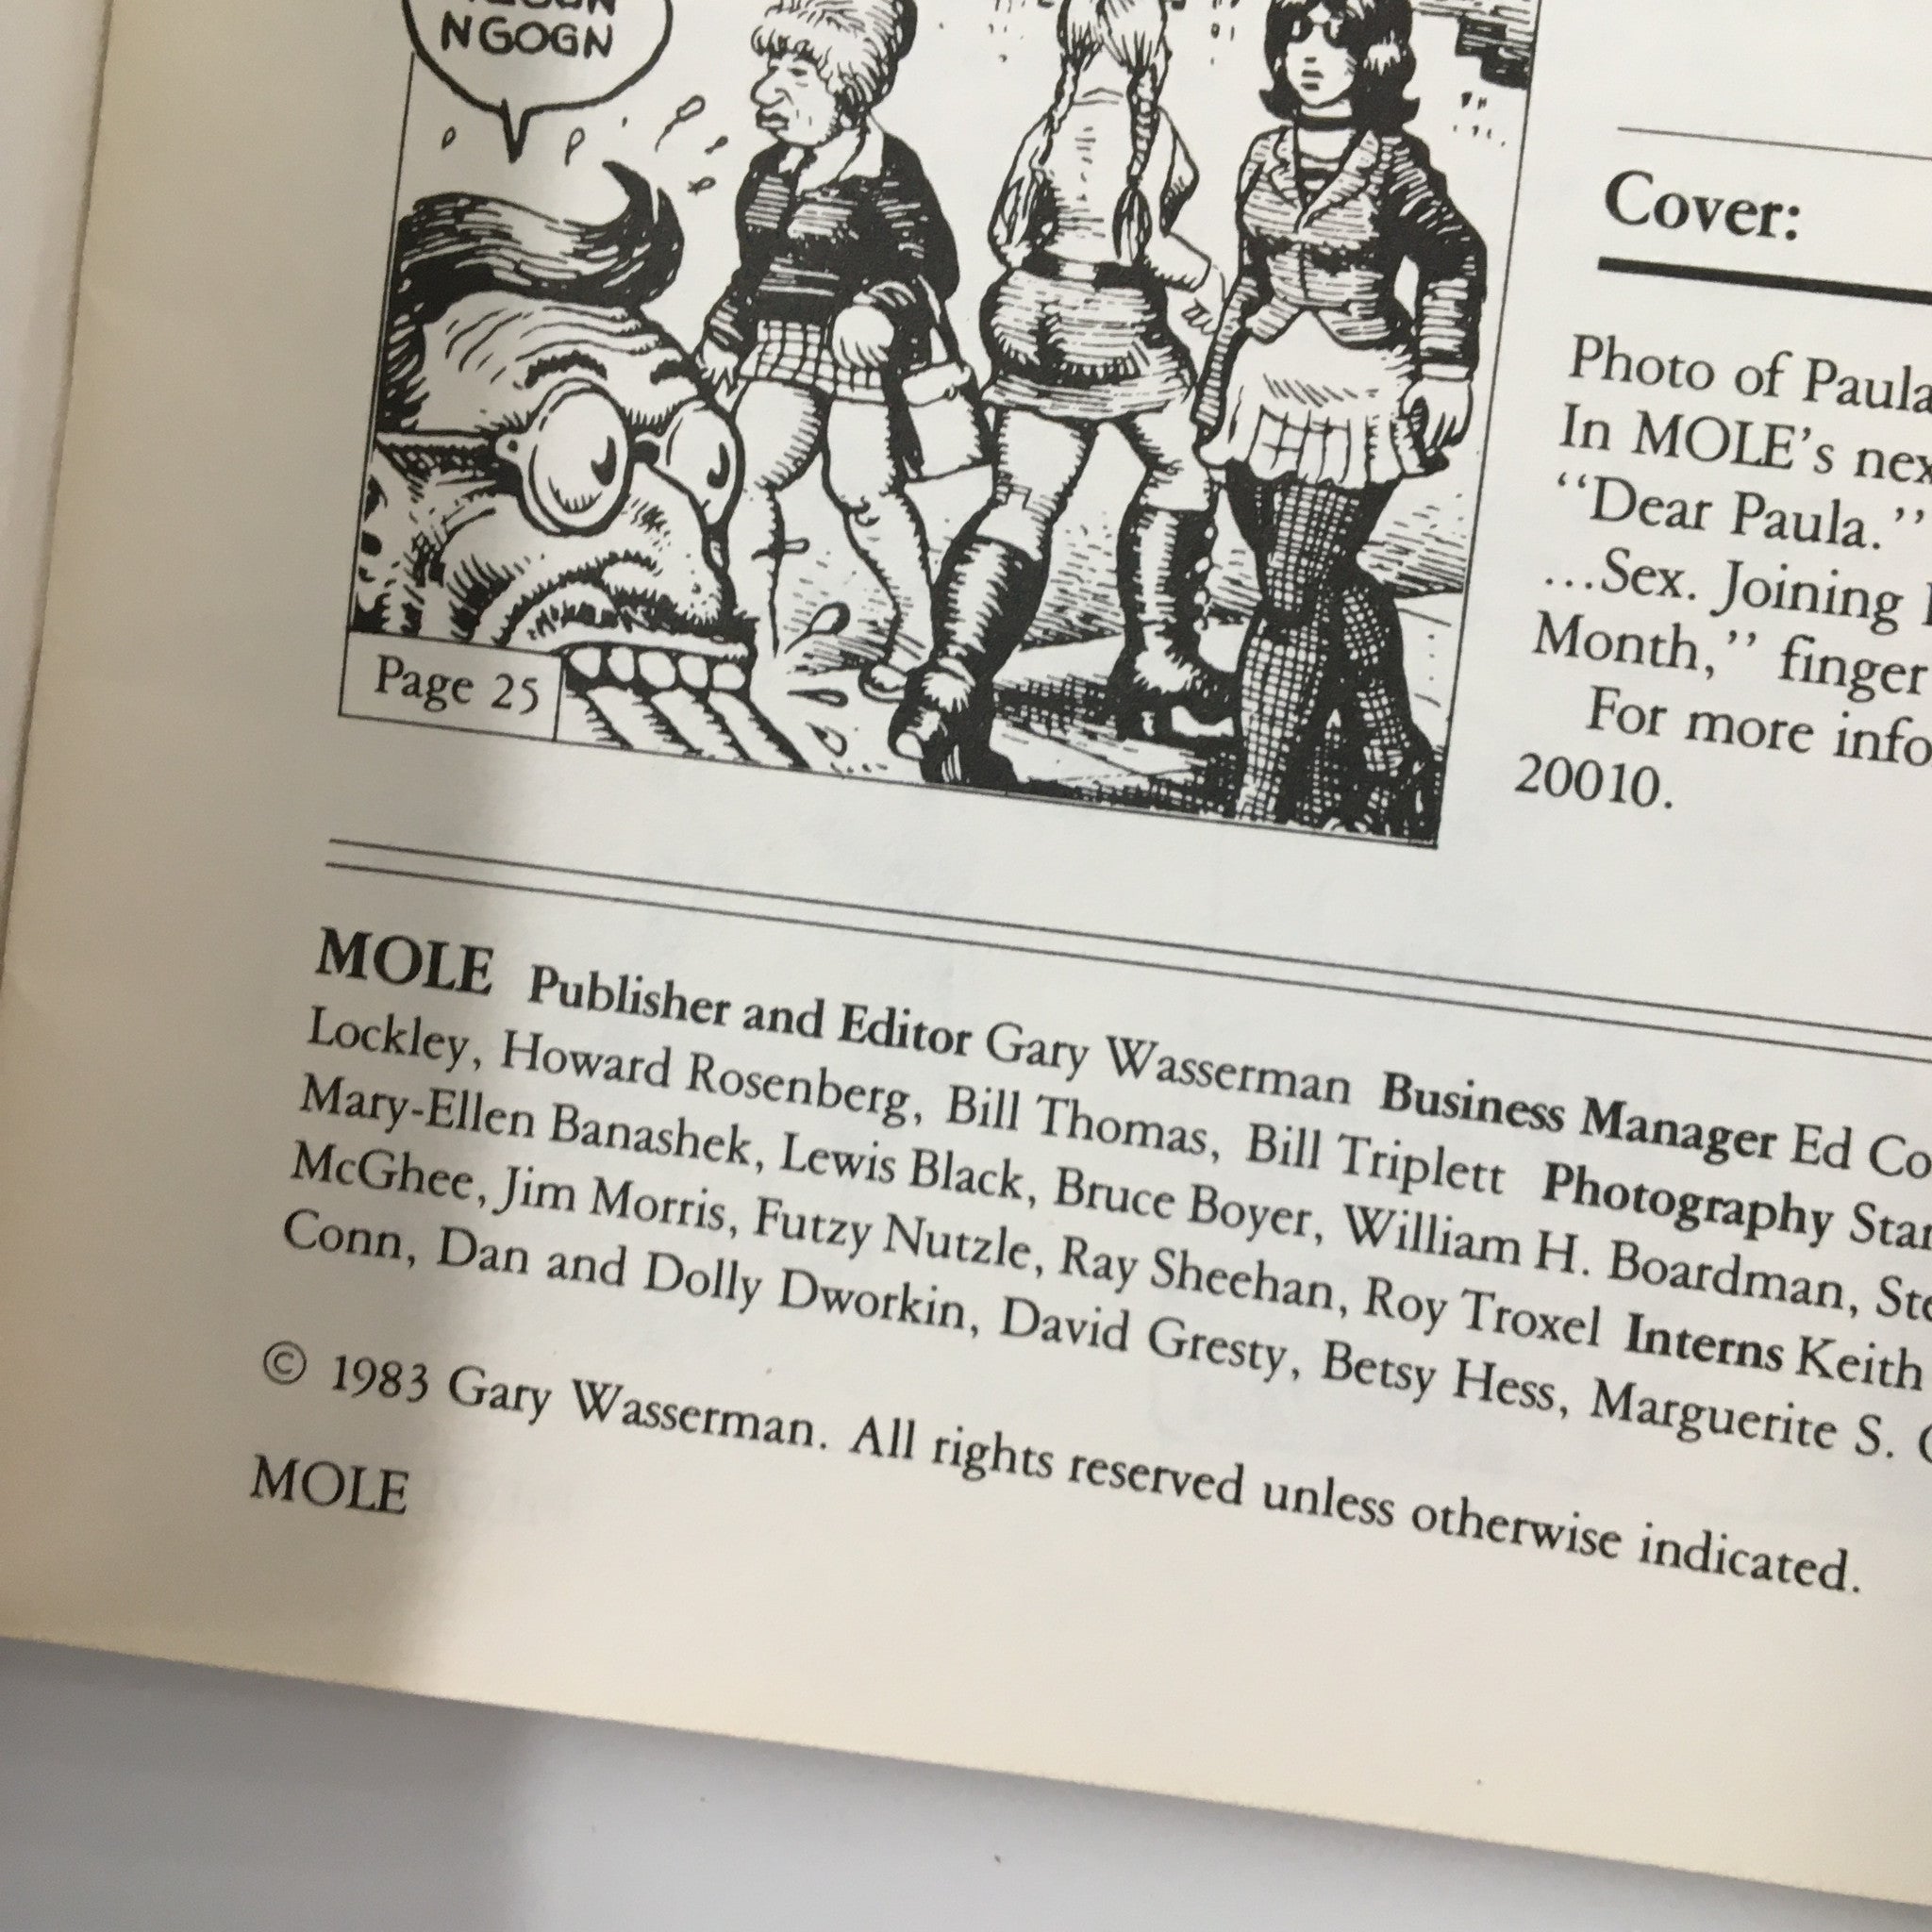 NGOGN
Page 25
Cover:
Photo of Paula
In MOLE's
‘‘Dear Paula.’’
...Sex. Joining
Month,’’ finger
For more
20010.
MOLE Publisher and Editor Gary Wasserman Business Manager Ed
Lockley, Howard Rosenberg, Bill Thomas, Bill Triplett Photography
Mary-Ellen Banashek, Lewis Black, Bruce Boyer, William H. Boardman,
McGhee, Jim Morris, Futzy Nutzle, Ray Sheehan, Roy Troxel Interns Keith
Conn, Dan and Dolly Dworkin, David Gresty, Betsy Hess, Marguerite S.
© 1983 Gary Wasserman. All rights reserved unless otherwise indicated.
MOLE